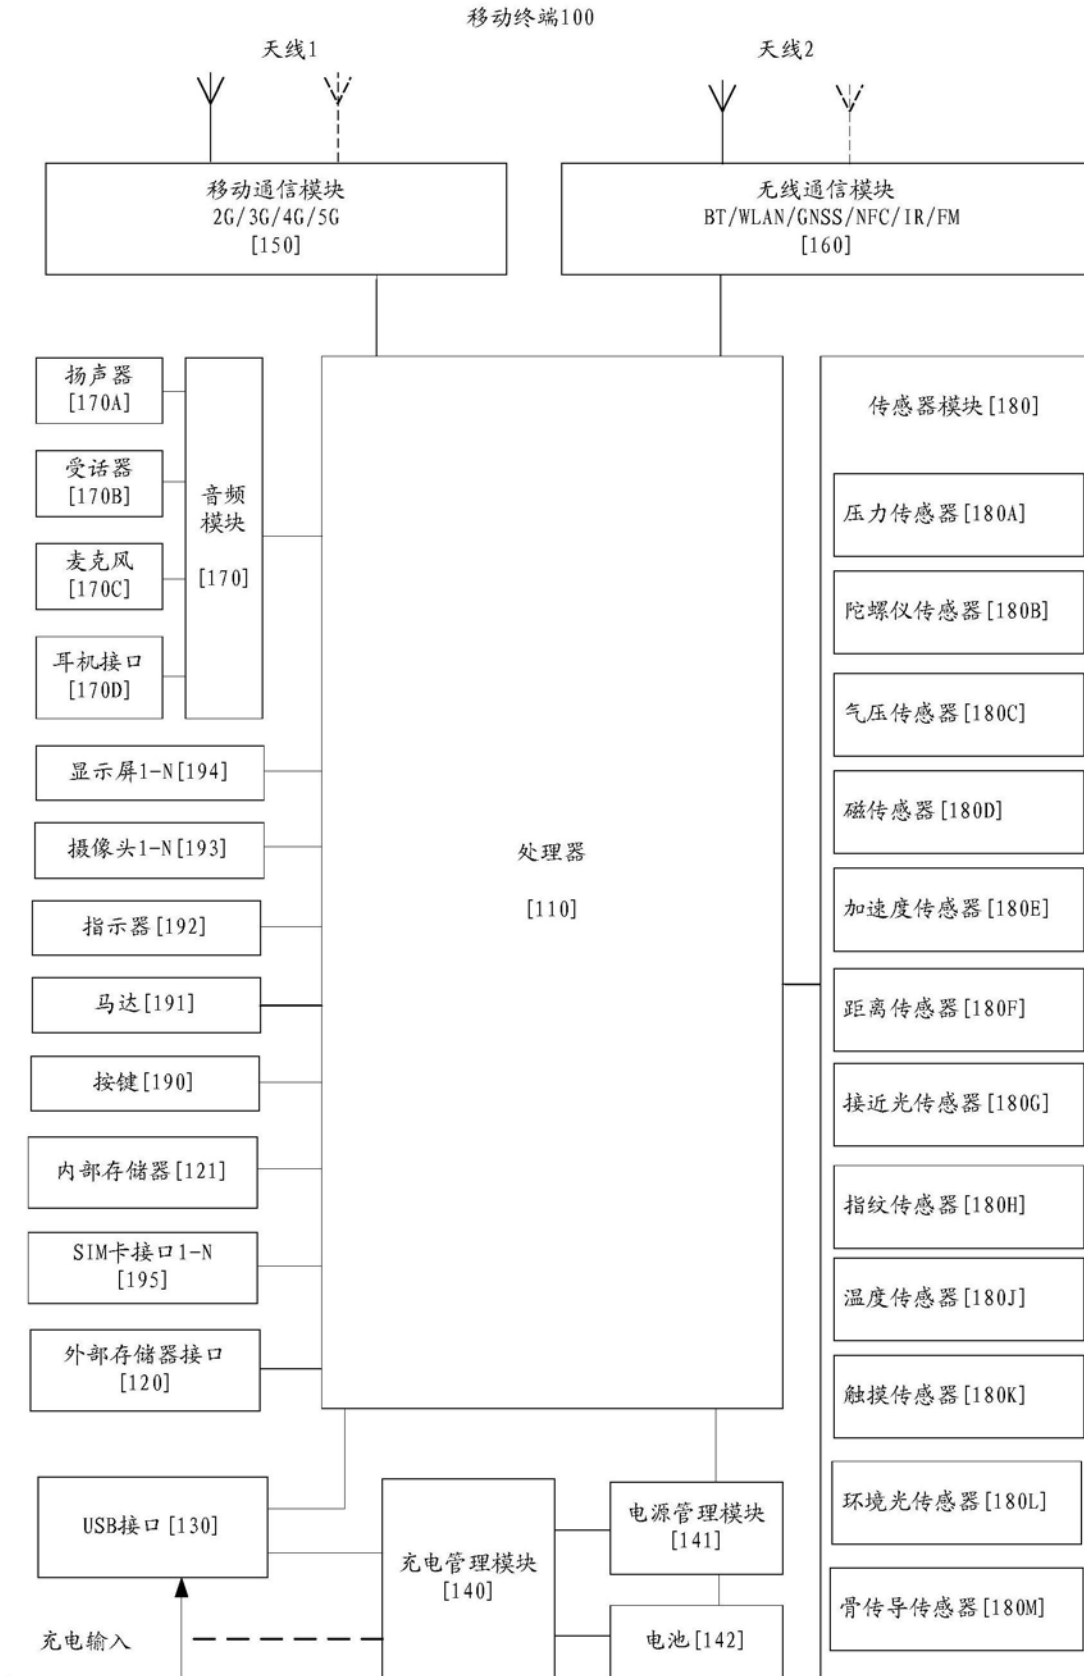 移动终端100
天线1
天线2
移动通信模块
2G/3G/4G/5G
[150]
无线通信模块
BT/WLAN/GNSS/NFC/IR/FM
[160]
扬声器
[170A]
受话器
[170B]
麦克风
[170C]
耳机接口
[170D]
音频
模块
[170]
显示屏1-N[194]
摄像头1-N[193]
指示器[192]
马达[191]
按键[190]
内部存储器[121]
SIM卡接口1-N
[195]
外部存储器接口
[120]
处理器
[110]
传感器模块[180]
压力传感器[180A]
陀螺仪传感器[180B]
气压传感器[180C]
磁传感器[180D]
加速度传感器[180E]
距离传感器[180F]
接近光传感器[180G]
指纹传感器[180H]
温度传感器[180J]
触摸传感器[180K]
环境光传感器[180L]
骨传导传感器[180M]
USB接口[130]
充电管理模块
[140]
电源管理模块
[141]
电池[142]
充电输入